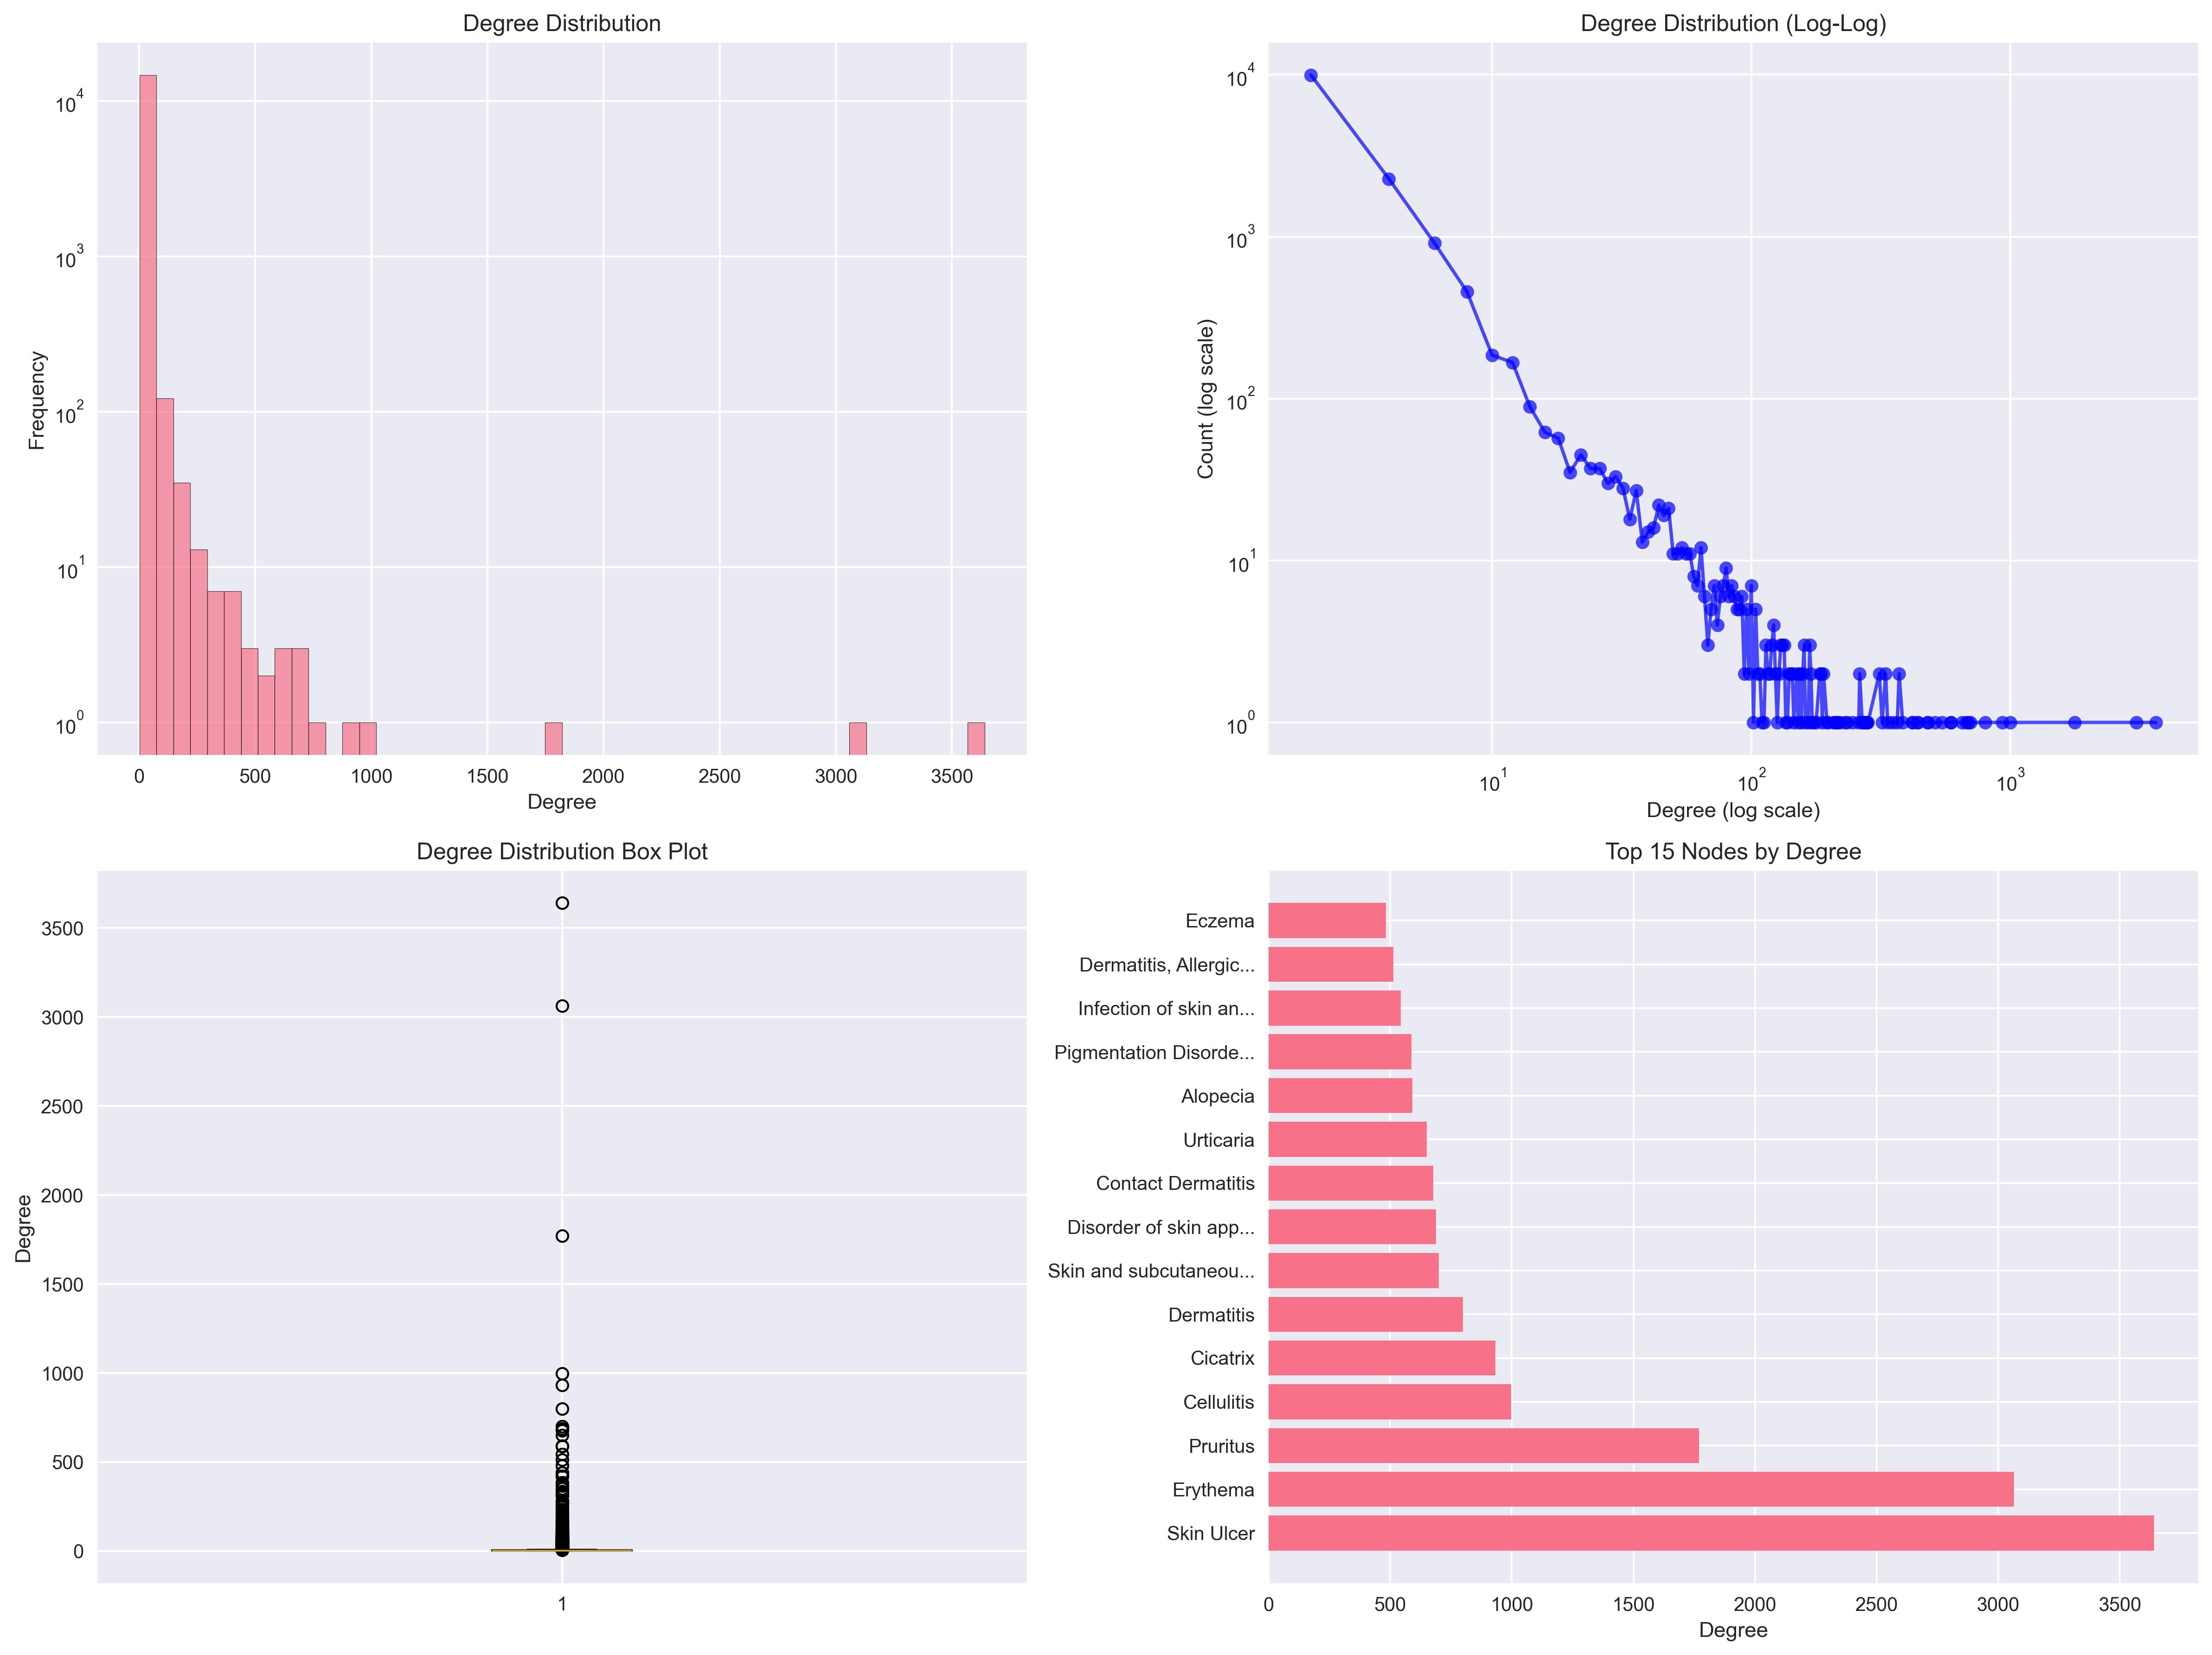 Degree Distribution
Frequency
10^4
10^3
10^2
10^1
10^0
0 500 1000 1500 2000 2500 3000 3500
Degree
Degree Distribution (Log-Log)
Count (log scale)
10^4
10^3
10^2
10^1
10^0
10^1 10^2 10^3
Degree (log scale)
Degree Distribution Box Plot
Degree
3500
3000
2500
2000
1500
1000
500
0
1
Top 15 Nodes by Degree
Eczema
Dermatitis, Allergic...
Infection of skin an...
Pigmentation Disorde...
Alopecia
Urticaria
Contact Dermatitis
Disorder of skin app...
Skin and subcutaneou...
Dermatitis
Cicatrix
Cellulitis
Pruritus
Erythema
Skin Ulcer
0 500 1000 1500 2000 2500 3000 3500
Degree